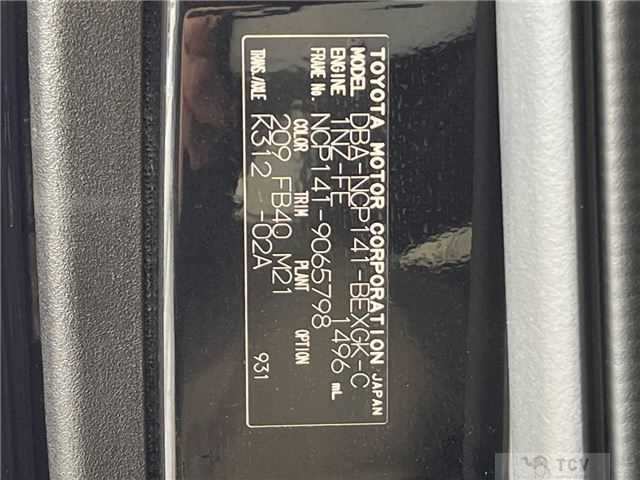 TOYOTA MOTOR CORPORATION JAPAN
MODEL DBA-NCP141-BEXGK-C
ENGINE 1NZ-FE 1496 mL
FRAME No. NCP141-9065798
COLOR TRIM PLANT OPTION
209 FB40 M21
TRANS./AXLE K312 -02A 931
TCV